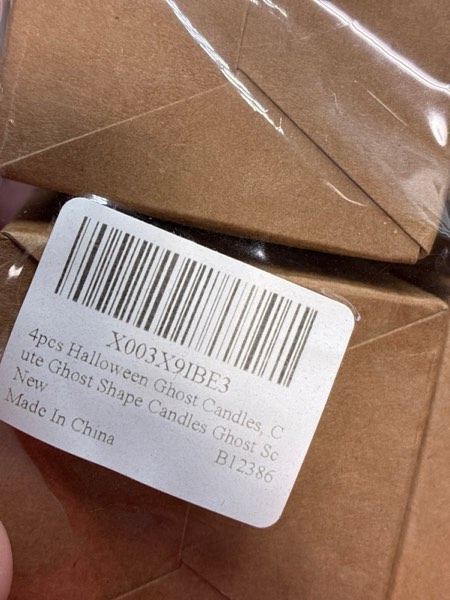 X003X9IBE3
4pcs Halloween Ghost Candles, C
ute Ghost Shape Candles Ghost Sc
New
B12386
Made In China